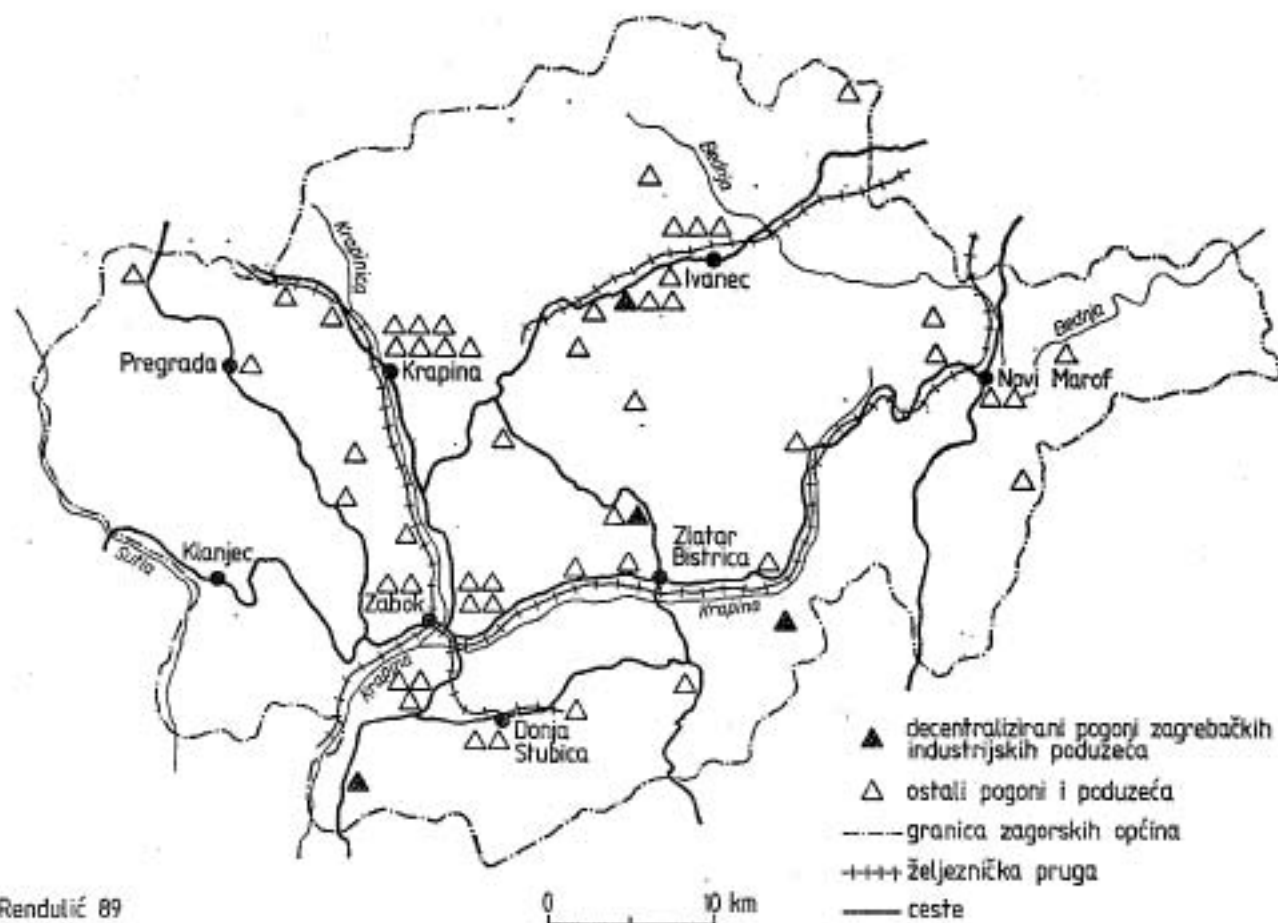 Bednja
Krapinica
Ivanec
Bednja
Pregrada
Krapina
Novi Marof
Zlatar
Bistrica
Klanjec
Sutla
Zabok
Krapina
Krapina
Donja
Stubica
decentralizirani pogoni zagrebačkih
industrijskih poduzeća
ostali pogoni i poduzeća
granica zagorskih općina
željeznička pruga
ceste
Rendulić 89
0 10 km